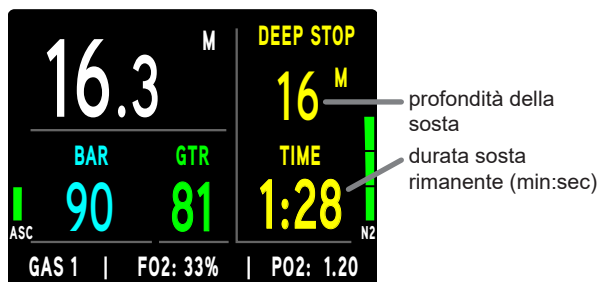 16.3 M
DEEP STOP
16 M
BAR
90
GTR
81
TIME
1:28
ASC
N2
GAS 1 | FO2: 33% | PO2: 1.20
profondità della
sosta
durata sosta
rimanente (min:sec)